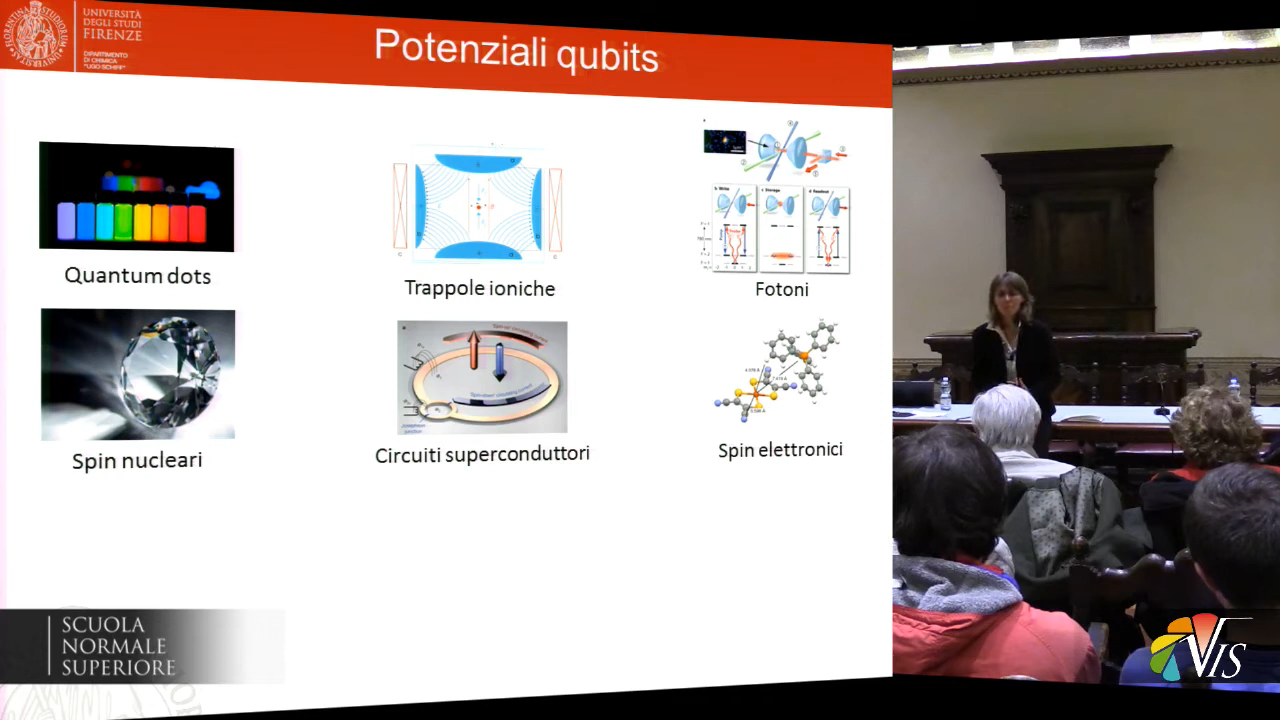 UNIVERSITÀ
DEGLI STUDI
FIRENZE
DIPARTIMENTO
DI CHIMICA
"UGO SCHIFF"
Potenziali qubits
Quantum dots
Trappole ioniche
Fotoni
Spin nucleari
Circuiti superconduttori
Spin elettronici
SCUOLA
NORMALE
SUPERIORE
VIS